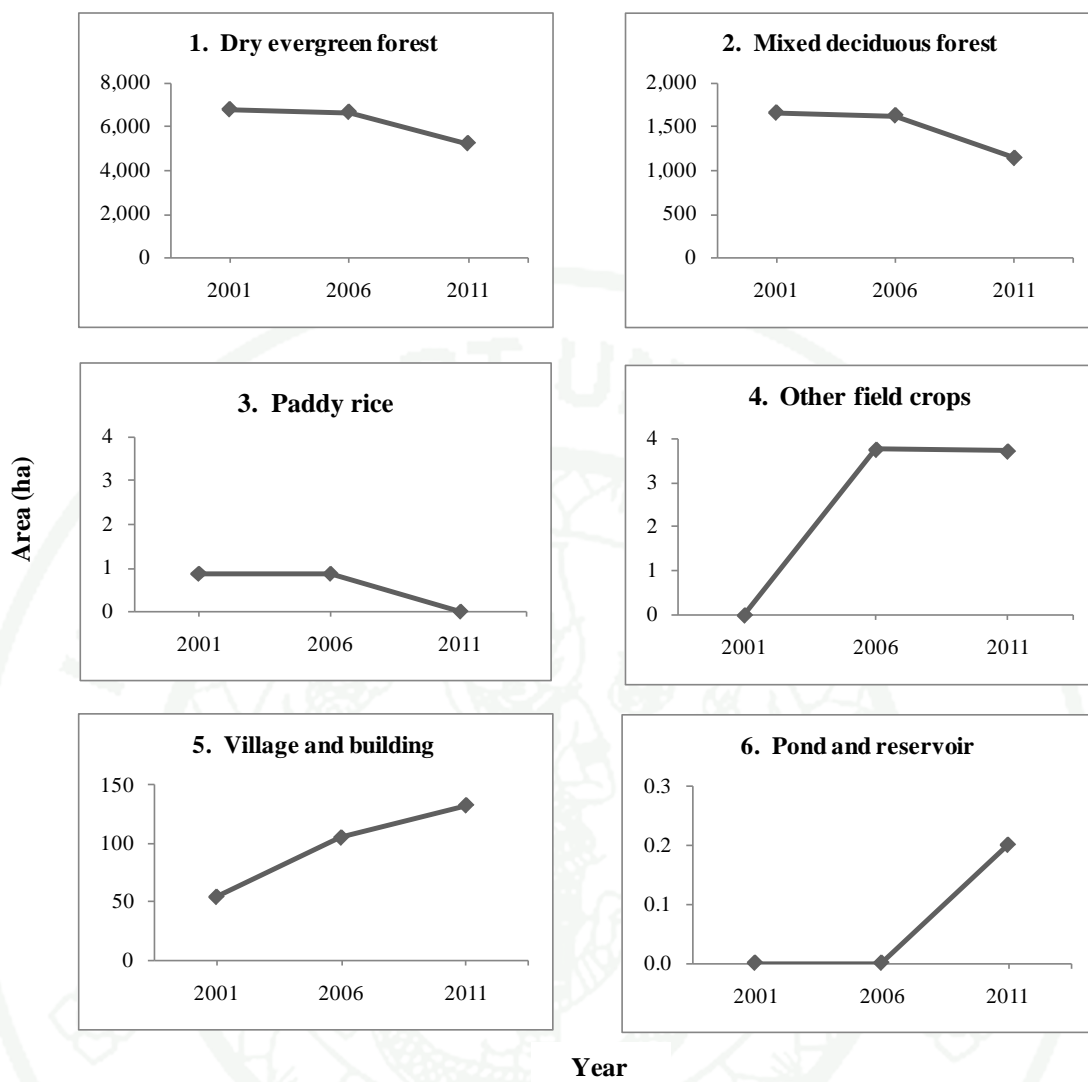 1. Dry evergreen forest
8,000
6,000
4,000
2,000
0
2001 2006 2011
2. Mixed deciduous forest
2,000
1,500
1,000
500
0
2001 2006 2011
Area (ha)
3. Paddy rice
4
3
2
1
0
2001 2006 2011
4. Other field crops
4
3
2
1
0
2001 2006 2011
5. Village and building
150
100
50
0
2001 2006 2011
6. Pond and reservoir
0.3
0.2
0.1
0.0
2001 2006 2011
Year